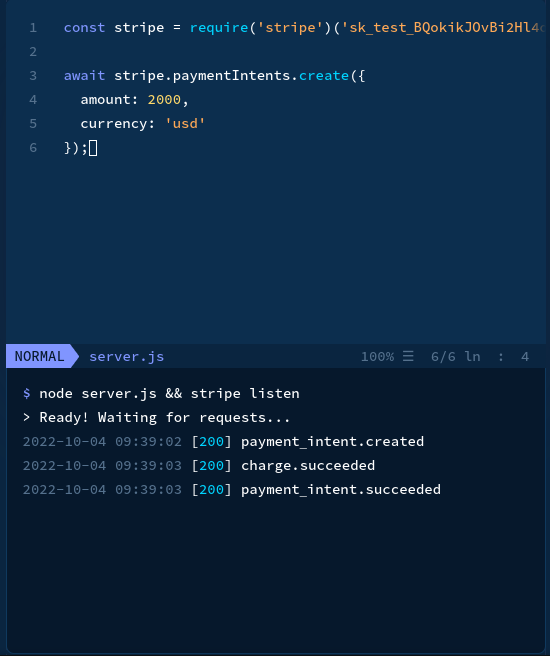 1 const stripe = require('stripe')('sk_test_BQokikJOvBi2Hl4
2
3 await stripe.paymentIntents.create({
4 amount: 2000,
5 currency: 'usd'
6 });
NORMAL server.js 100% ☰ 6/6 ln : 4
$ node server.js && stripe listen
> Ready! Waiting for requests...
2022-10-04 09:39:02 [200] payment_intent.created
2022-10-04 09:39:03 [200] charge.succeeded
2022-10-04 09:39:03 [200] payment_intent.succeeded